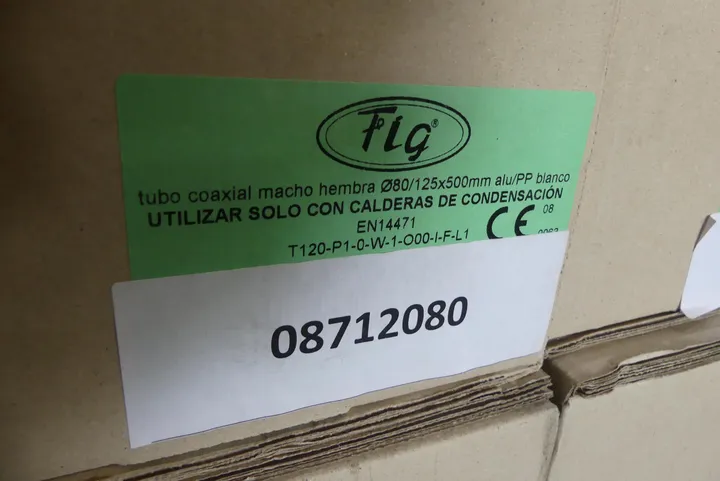 Fig®
tubo coaxial macho hembra Ø80/125x500mm alu/PP blanco
UTILIZAR SOLO CON CALDERAS DE CONDENSACIÓN
EN14471
CE 08
T120-P1-0-W-1-O00-I-F-L1
08712080